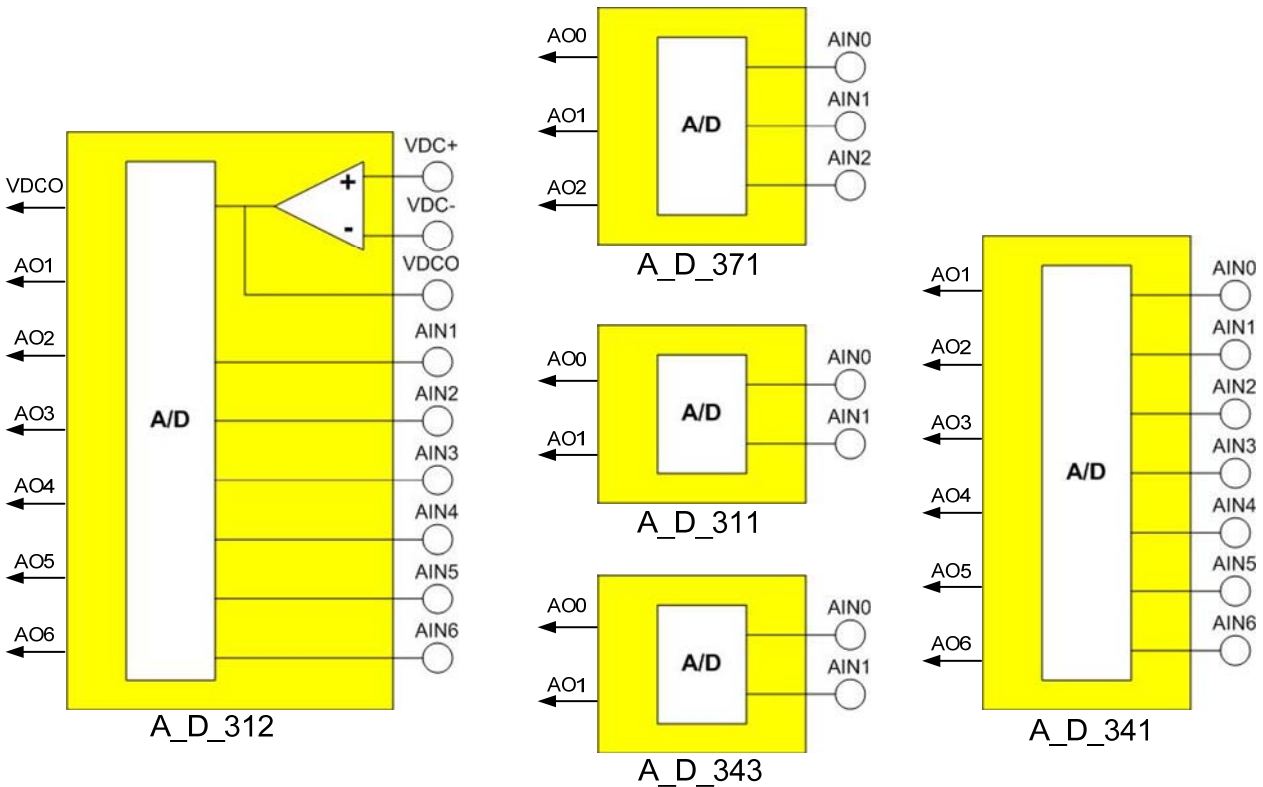 VDCO
AO1
AO2
AO3
AO4
AO5
AO6
A/D
+
-
VDC+
VDC-
VDCO
AIN1
AIN2
AIN3
AIN4
AIN5
AIN6
A_D_312
AO0
AO1
AO2
A/D
AIN0
AIN1
AIN2
A_D_371
AO0
AO1
A/D
AIN0
AIN1
A_D_311
AO0
AO1
A/D
AIN0
AIN1
A_D_343
AO1
AO2
AO3
AO4
AO5
AO6
A/D
AIN0
AIN1
AIN2
AIN3
AIN4
AIN5
AIN6
A_D_341